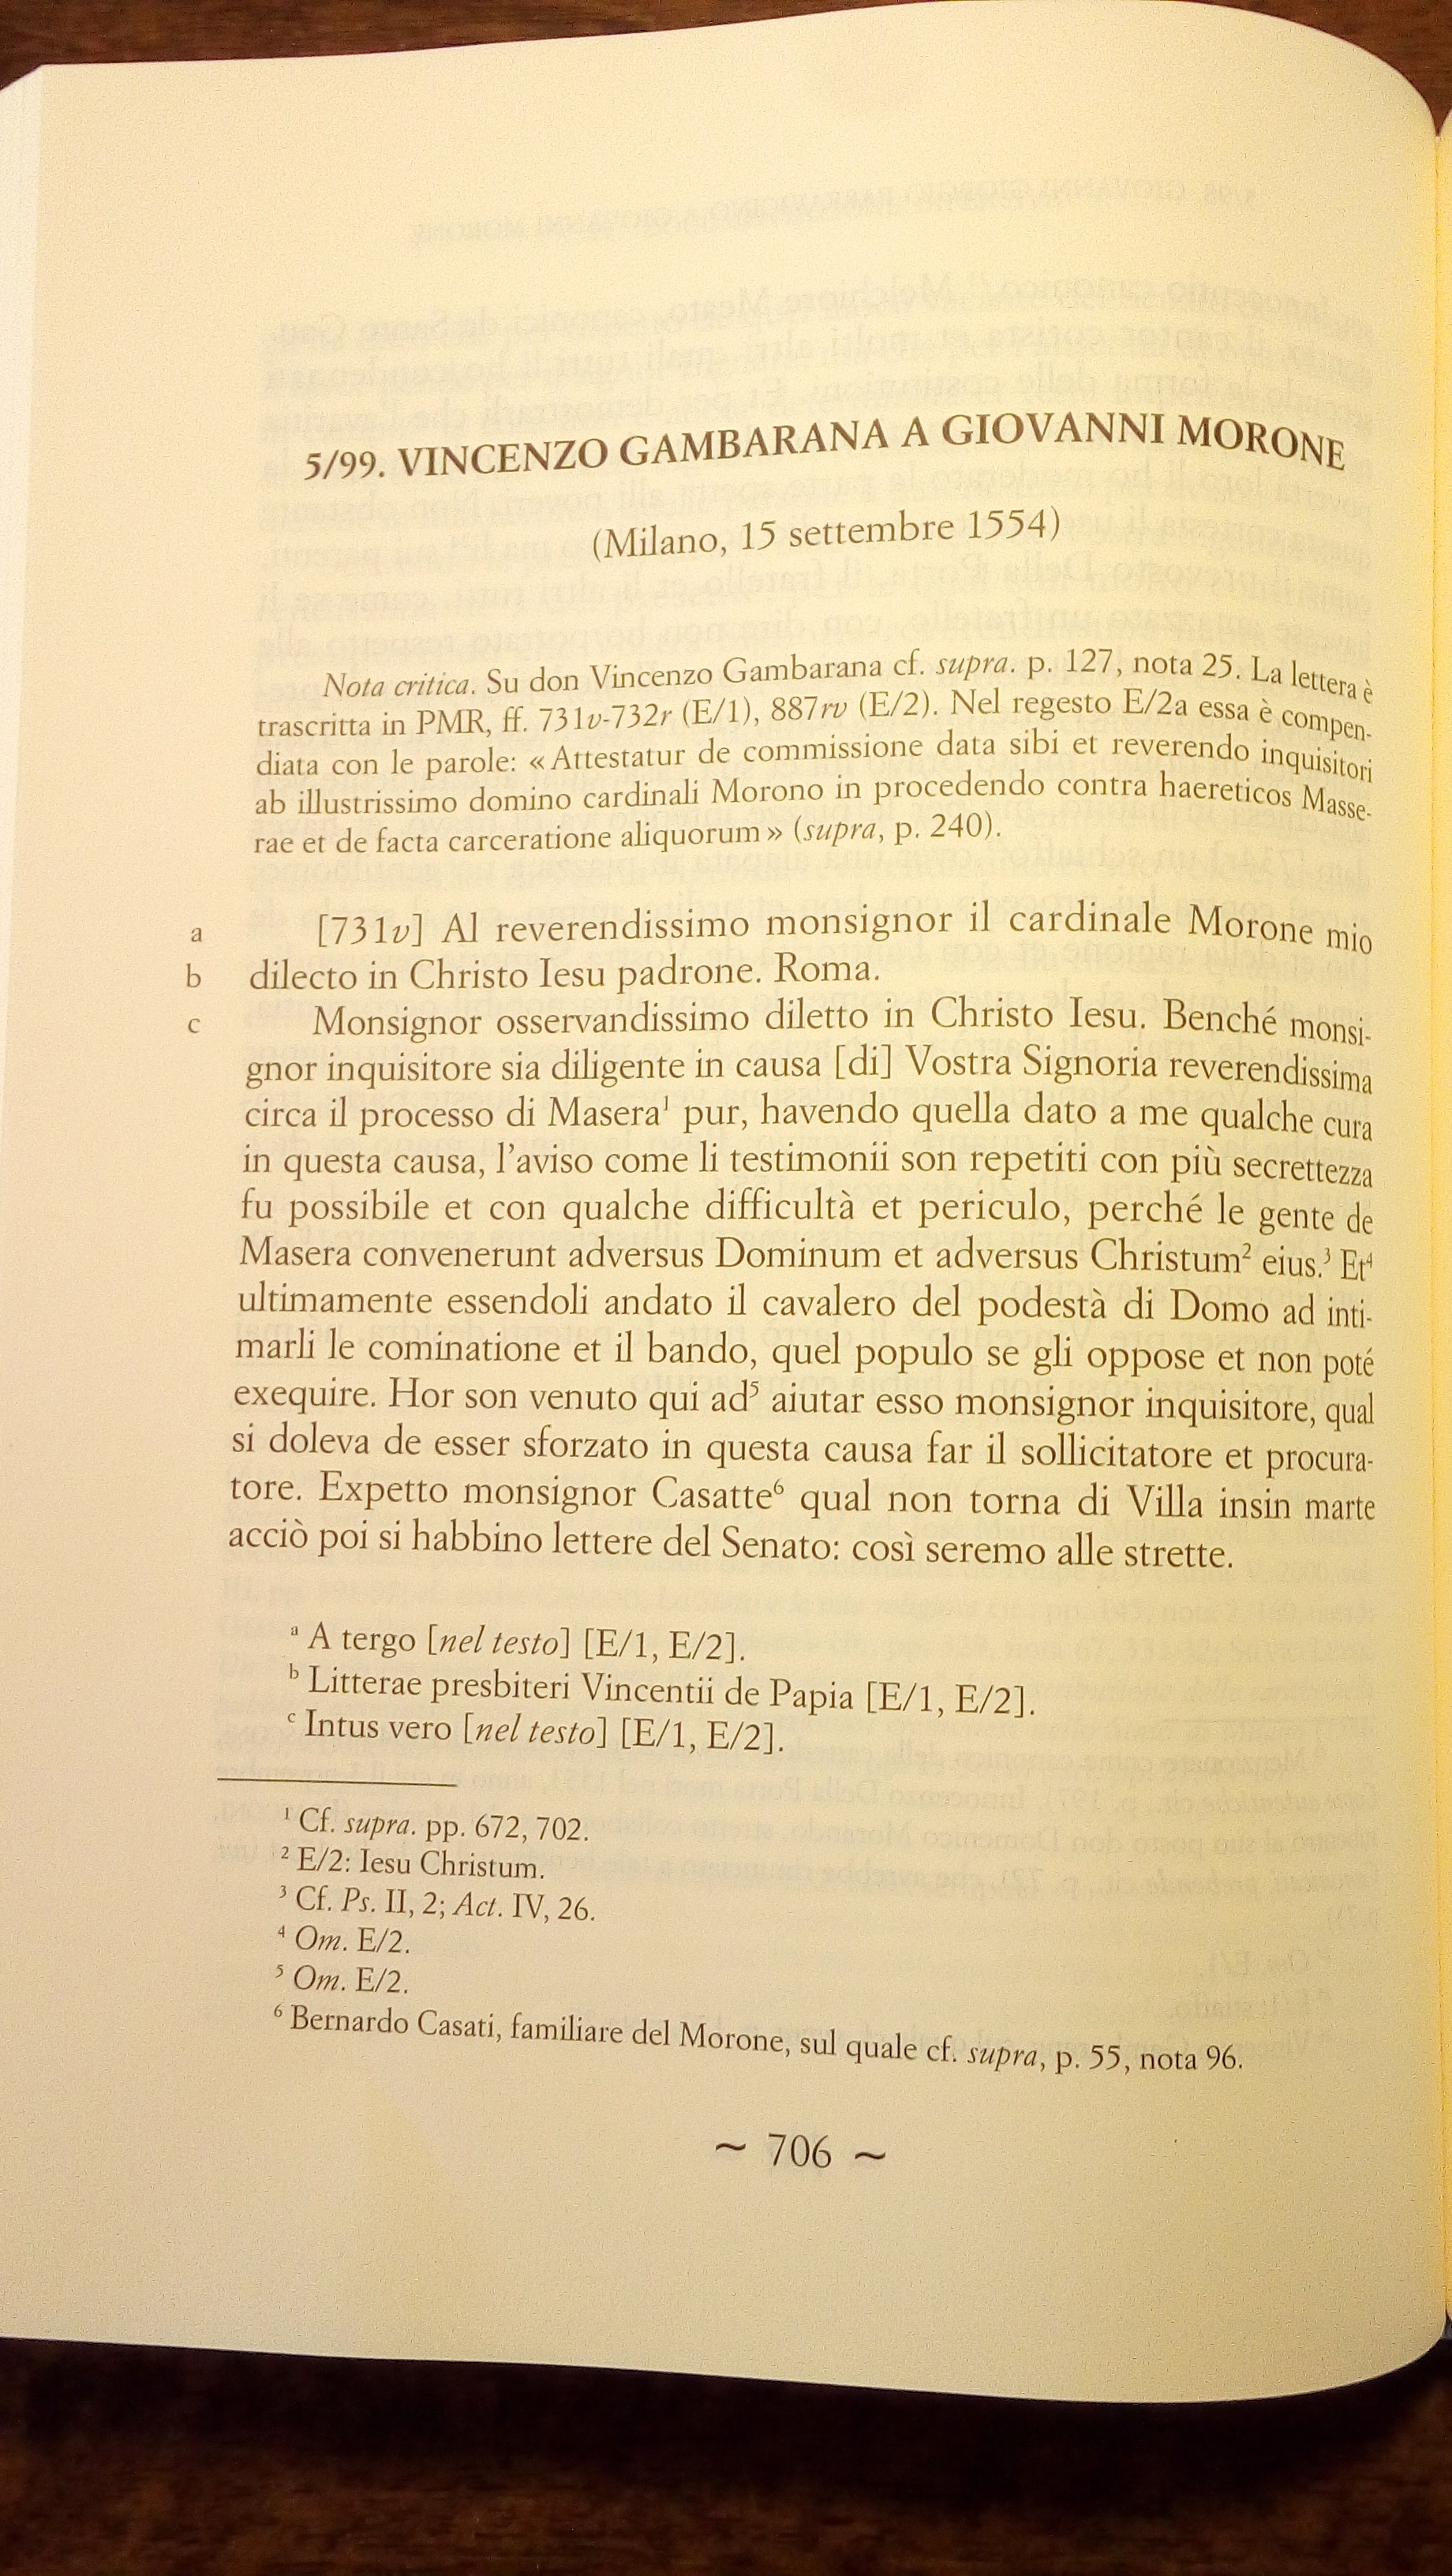 5/99. VINCENZO GAMBARANA A GIOVANNI MORONE
(Milano, 15 settembre 1554)
Nota critica. Su don Vincenzo Gambarana cf. supra. p. 127, nota 25. La lettera è
trascritta in PMR, ff. 731v-732r (E/1), 887rv (E/2). Nel regesto E/2a essa è compen-
diata con le parole: «Attestatur de commissione data sibi et reverendo inquisitori
ab illustrissimo domino cardinali Morono in procedendo contra haereticos Masse-
rae et de facta carceratione aliquorum» (supra, p. 240).
a [731v] Al reverendissimo monsignor il cardinale Morone mio
b dilecto in Christo Iesu padrone. Roma.
c Monsignor osservandissimo diletto in Christo Iesu. Benché monsi-
gnor inquisitore sia diligente in causa [di] Vostra Signoria reverendissima
circa il processo di Masera¹ pur, havendo quella dato a me qualche cura
in questa causa, l'aviso come li testimonii son repetiti con più secrettezza
fu possibile et con qualche difficultà et periculo, perché le gente de
Masera convenerunt adversus Dominum et adversus Christum² eius.³ Et⁴
ultimamente essendoli andato il cavalero del podestà di Domo ad inti-
marli le cominatione et il bando, quel populo se gli oppose et non poté
exequire. Hor son venuto qui ad⁵ aiutar esso monsignor inquisitore, qual
si doleva de esser sforzato in questa causa far il sollicitatore et procura-
tore. Expetto monsignor Casatte⁶ qual non torna di Villa insin marte
acciò poi si habbino lettere del Senato: così seremo alle strette.
ᵃ A tergo [nel testo] [E/1, E/2].
ᵇ Litterae presbiteri Vincentii de Papia [E/1, E/2].
ᶜ Intus vero [nel testo] [E/1, E/2].
¹ Cf. supra. pp. 672, 702.
² E/2: Iesu Christum.
³ Cf. Ps. II, 2; Act. IV, 26.
⁴ Om. E/2.
⁵ Om. E/2.
⁶ Bernardo Casati, familiare del Morone, sul quale cf. supra, p. 55, nota 96.
~ 706 ~